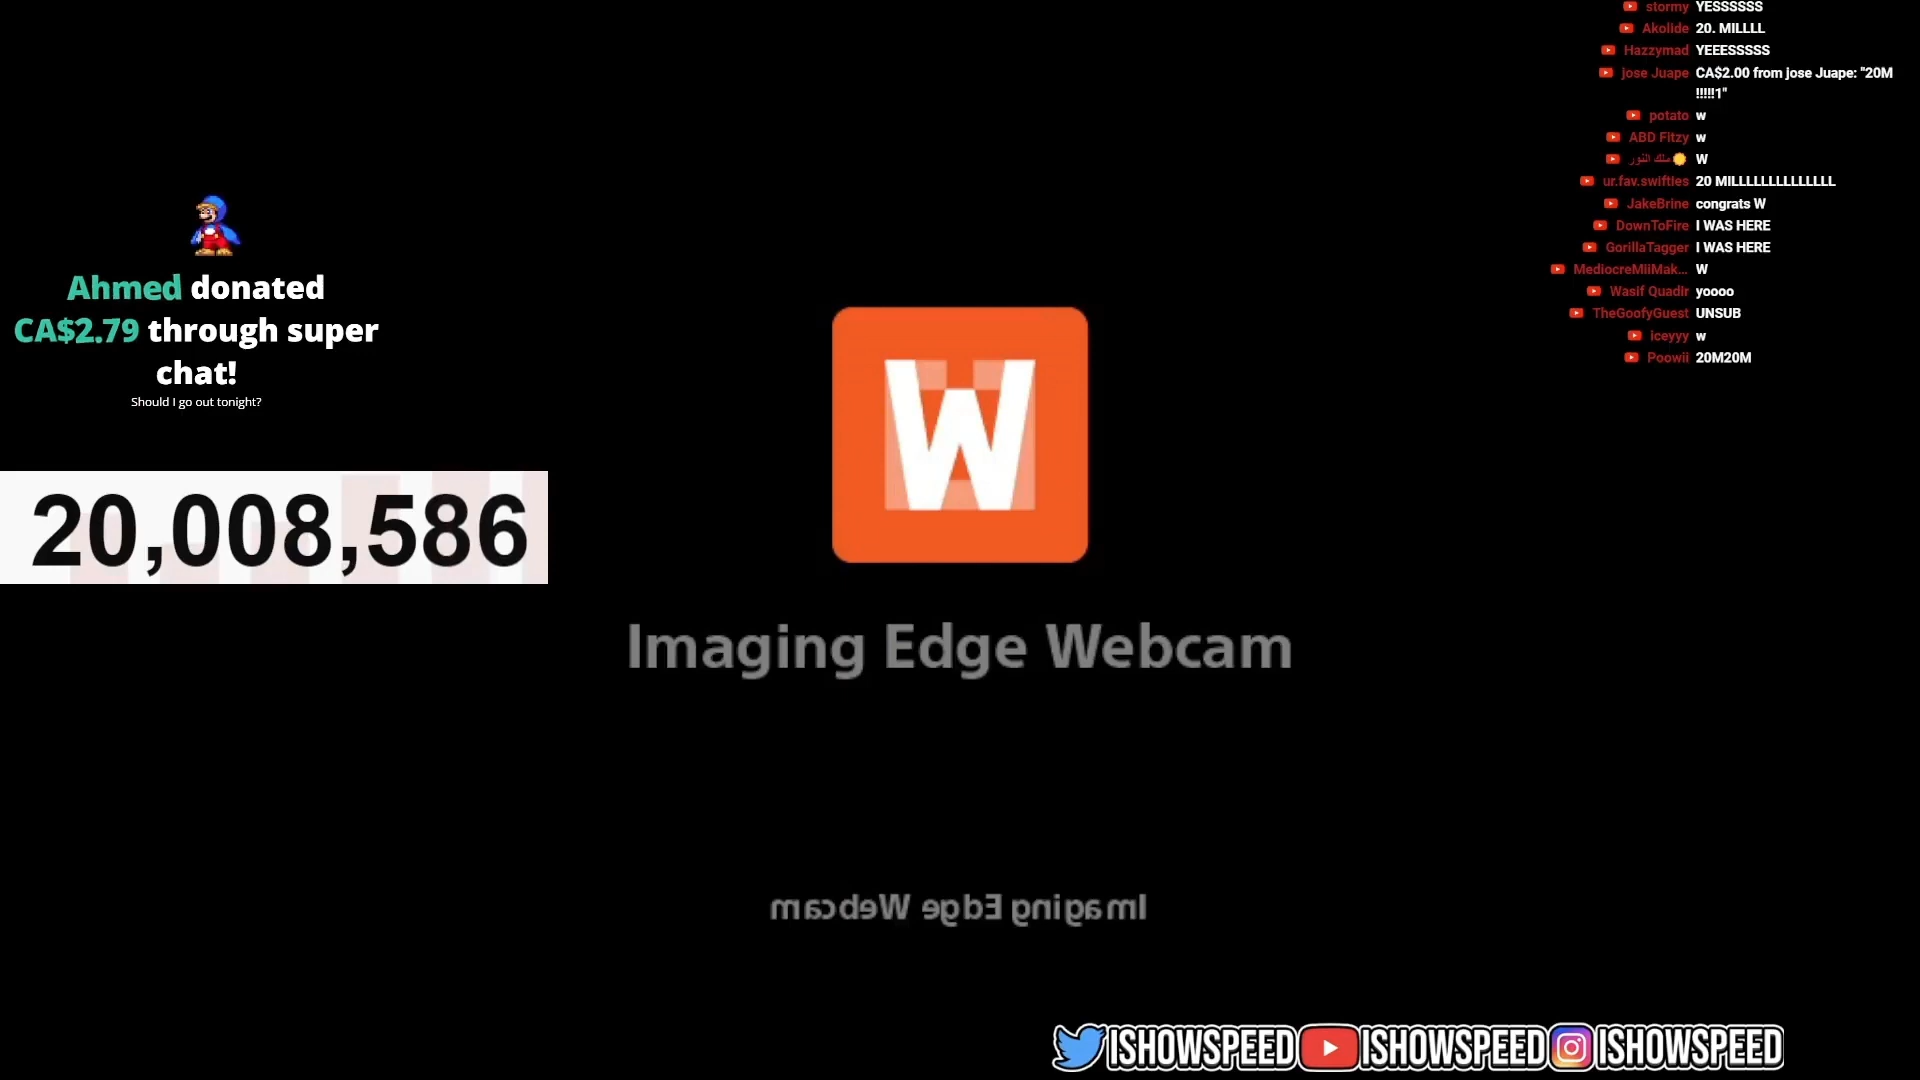 stormy YESSSSSS
Akolide 20. MILLLL
Hazzymad YEEESSSSS
jose Juape CA$2.00 from jose Juape: "20M
!!!!!1"
potato w
ABD Fitzy w
ملك النور W
ur.fav.swiftles 20 MILLLLLLLLLLLLLL
JakeBrine congrats W
DownToFire I WAS HERE
GorillaTagger I WAS HERE
MediocreMiiMak... W
Wasif Quadir yoooo
TheGoofyGuest UNSUB
iceyyy w
Poowii 20M20M
Ahmed donated
CA$2.79 through super
chat!
Should I go out tonight?
20,008,586
W
Imaging Edge Webcam
Imaging Edge Webcam
ISHOWSPEED ISHOWSPEED ISHOWSPEED